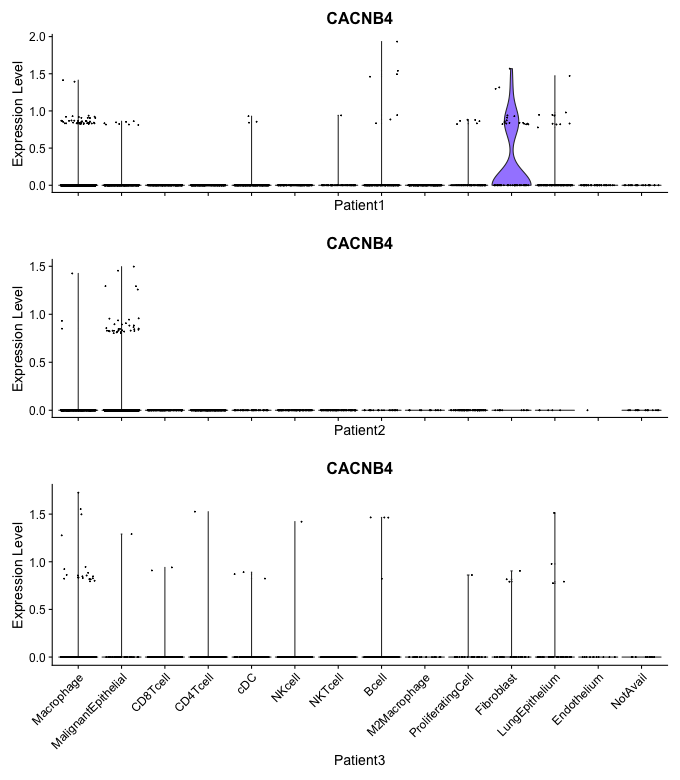 CACNB4
Expression Level
2.0
1.5
1.0
0.5
0.0
Patient1
CACNB4
Expression Level
1.5
1.0
0.5
0.0
Patient2
CACNB4
Expression Level
1.5
1.0
0.5
0.0
Macrophage
MalignantEpithelial
CD8Tcell
CD4Tcell
cDC
NKcell
NKTcell
Bcell
M2Macrophage
ProliferatingCell
Fibroblast
LungEpithelium
Endothelium
NotAvail
Patient3